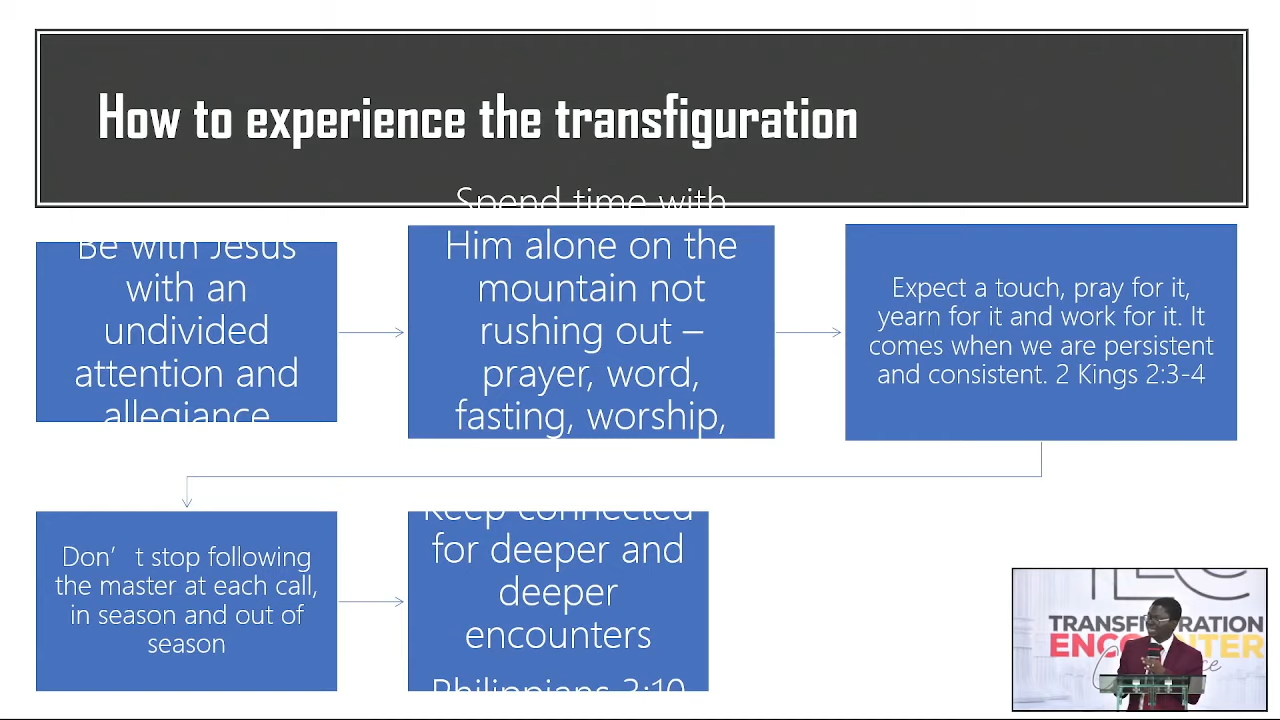 How to experience the transfiguration
Be with Jesus
with an
undivided
attention and
allegiance
Spend time with
Him alone on the
mountain not
rushing out –
prayer, word,
fasting, worship,
Expect a touch, pray for it,
yearn for it and work for it. It
comes when we are persistent
and consistent. 2 Kings 2:3-4
Don’ t stop following
the master at each call,
in season and out of
season
Keep connected
for deeper and
deeper
encounters
Philippians 3:10
TEC
TRANSFIGURATION
ENCOUNTER